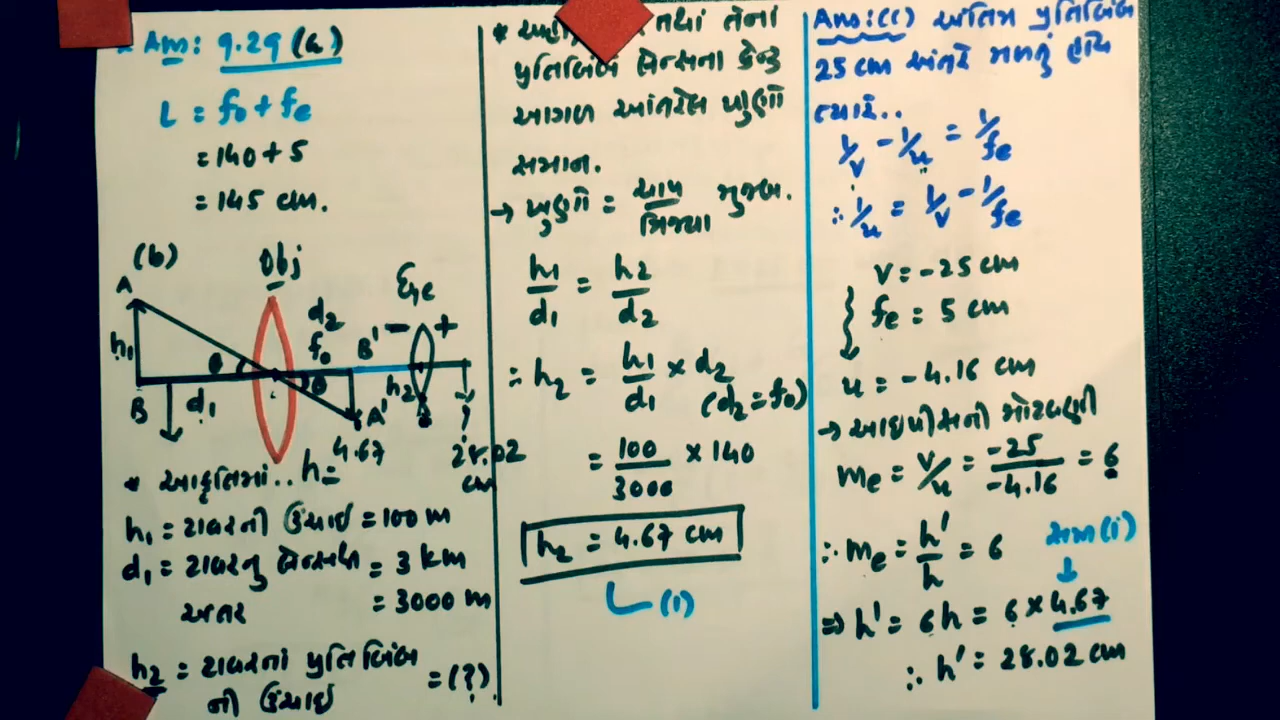 Ans: 9.29 (a)
L = fo + fe
= 140 + 5
= 145 cm.
(b)
Obj
Eye
A
h1
B
d1
θ
θ
d2
fo
B'
- +
h2
A'
4.67
h =
28.02
cm
* આકૃતિમાં..
h1 = ટાવરની ઉંચાઇ = 100 m
d1 = ટાવરનુ લેન્સથી = 3 km
અંતર = 3000 m
h2 = ટાવરનાં પ્રતિબિંબ = (?)
ની ઉંચાઇ
* તથા તેનાં
પ્રતિબિંબે લેન્સના કેન્દ્ર
આગળ આંતરેલ ખુણાઓ
સમાન.
→ ખુણો = ચાપ/ત્રિજ્યા મુજબ.
h1/d1 = h2/d2
∴ h2 = h1/d1 × d2
(d2 = fo)
= 100/3000 × 140
h2 = 4.67 cm
(1)
Ans: (c) અંતિમ પ્રતિબિંબ
25 cm અંતરે મળતું હોય
ત્યારે..
1/v - 1/u = 1/fe
∴ 1/u = 1/v - 1/fe
v = -25 cm
fe = 5 cm
u = -4.16 cm
→ આઇપીસની મોટવણી
me = v/u = -25/-4.16 = 6
∴ me = h'/h = 6
સમી (i)
⇒ h' = 6h = 6 × 4.67
∴ h' = 28.02 cm